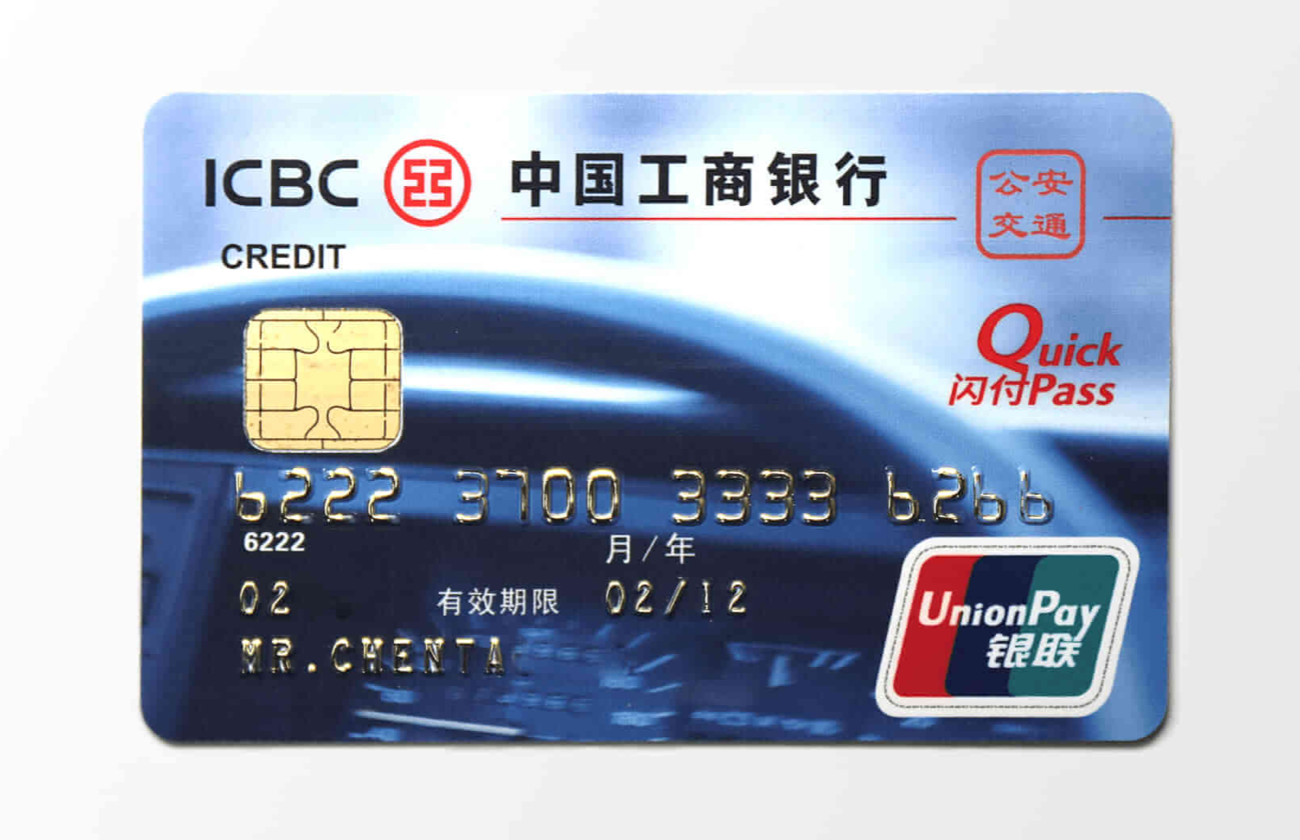 ICBC 中国工商银行
公安
交通
CREDIT
Quick
闪付Pass
6222 3700 3333 6266
6222
月/年
02 有效期限 02/12
MR.CHENTA
UnionPay
银联